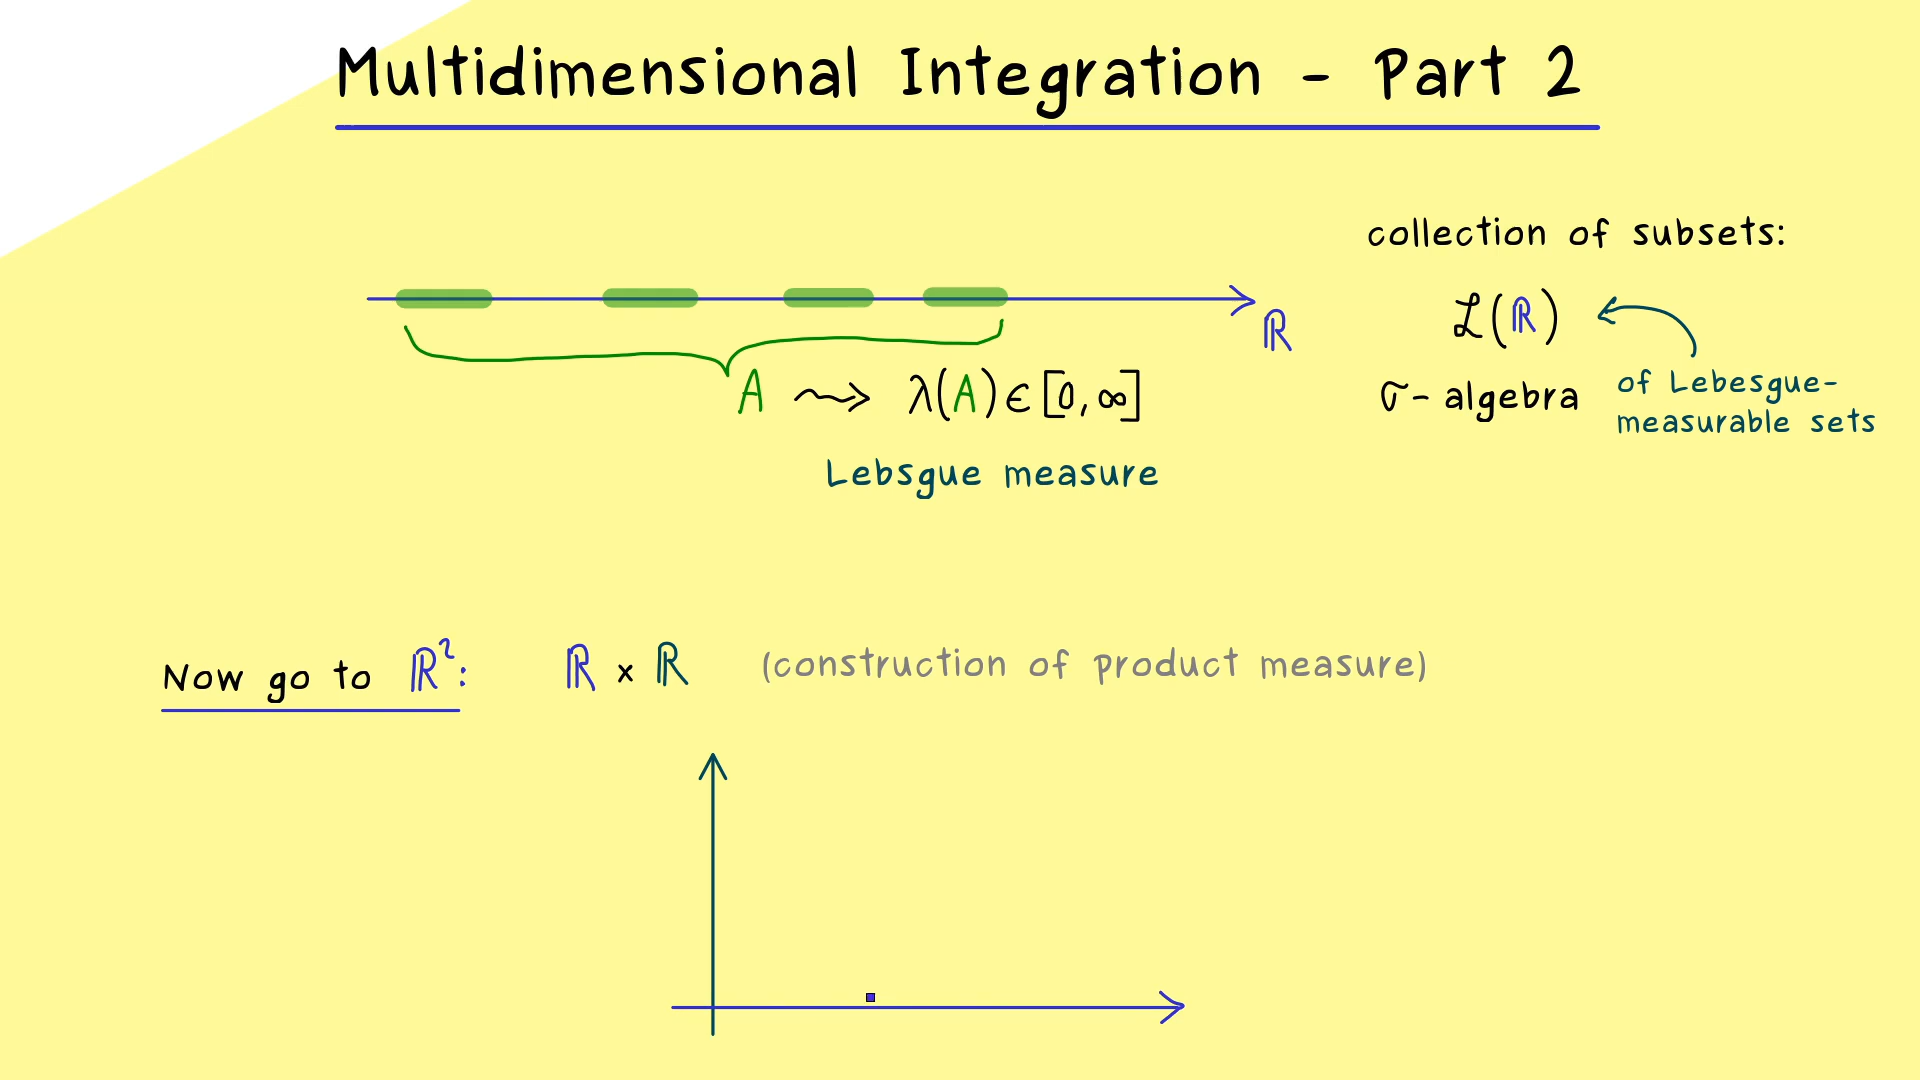 Multidimensional Integration - Part 2
collection of subsets:
ℝ
ℒ(ℝ)
A ⇝ λ(A) ∈ [0, ∞]
σ- algebra
of Lebesgue-
measurable sets
Lebsgue measure
Now go to ℝ²: ℝ × ℝ (construction of product measure)